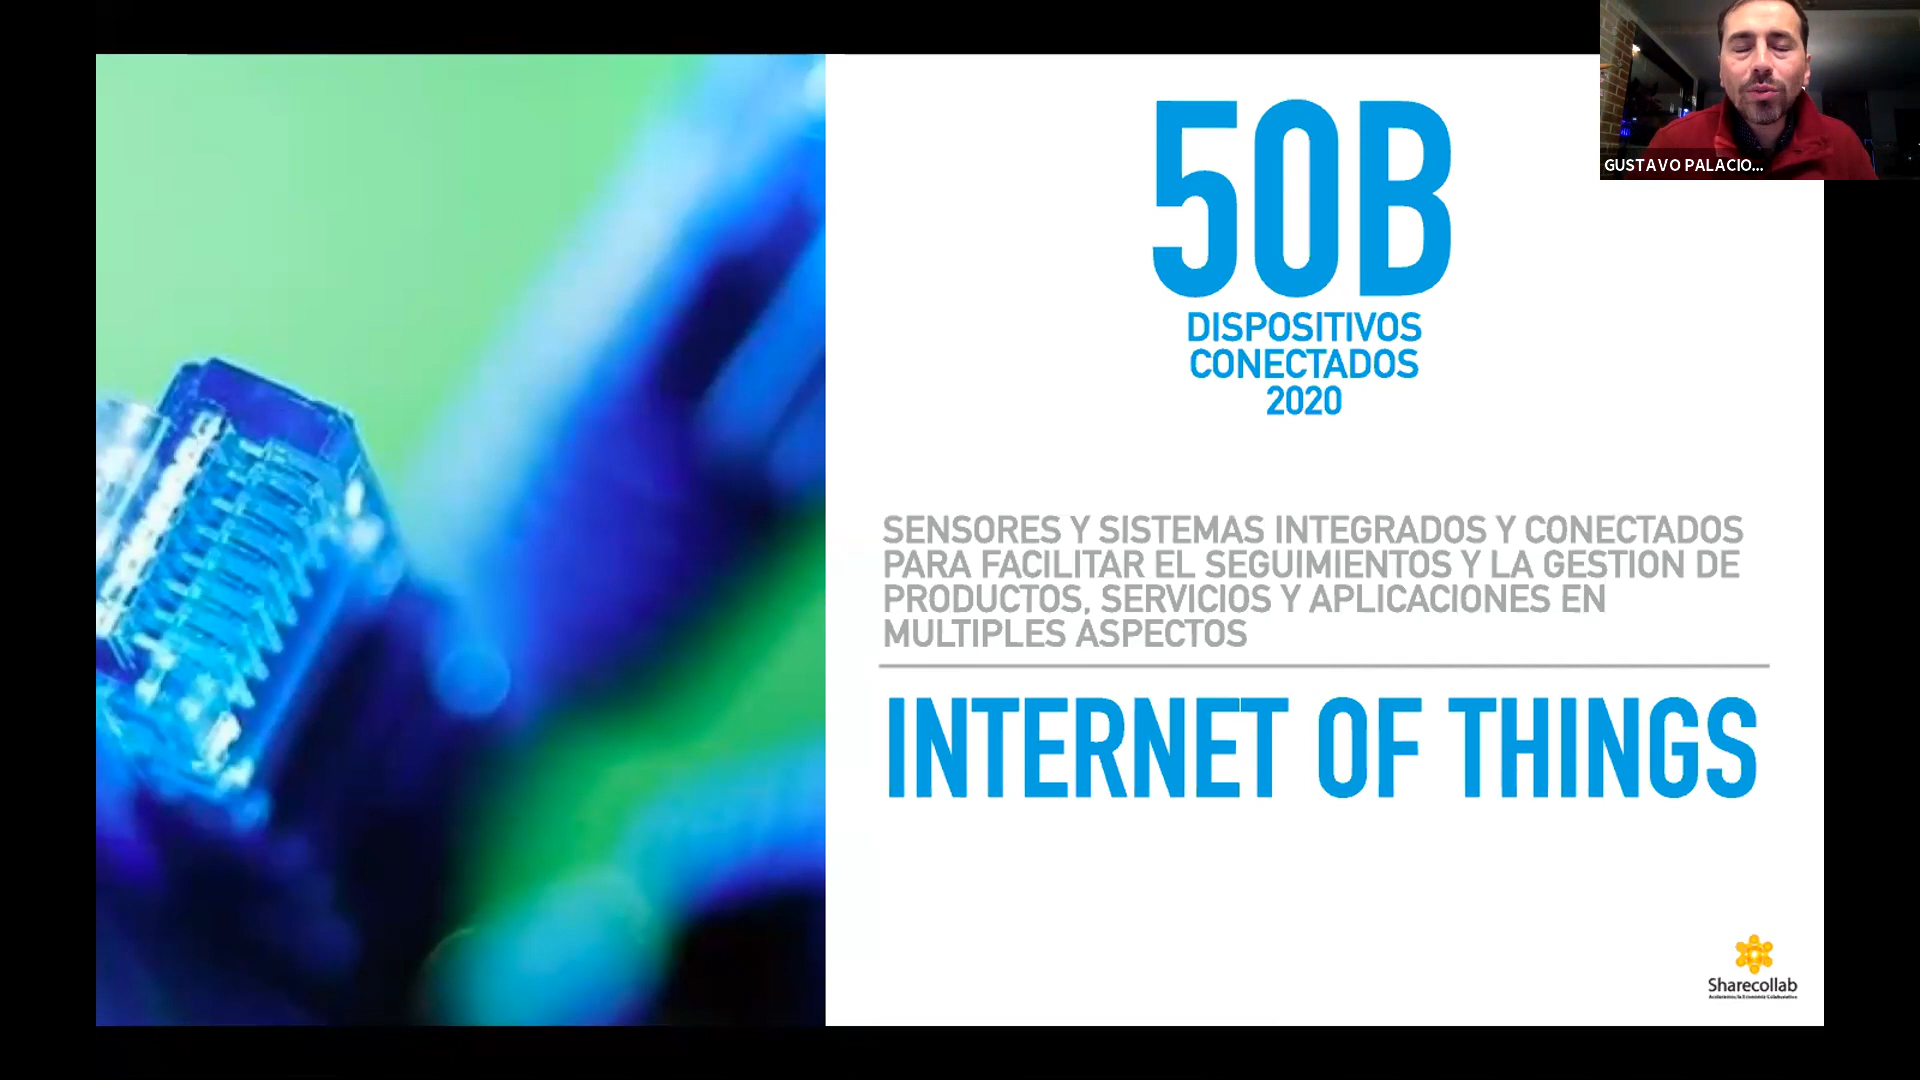 GUSTAVO PALACIO...
50B
DISPOSITIVOS
CONECTADOS
2020
SENSORES Y SISTEMAS INTEGRADOS Y CONECTADOS
PARA FACILITAR EL SEGUIMIENTOS Y LA GESTION DE
PRODUCTOS, SERVICIOS Y APLICACIONES EN
MULTIPLES ASPECTOS
INTERNET OF THINGS
Sharecollab